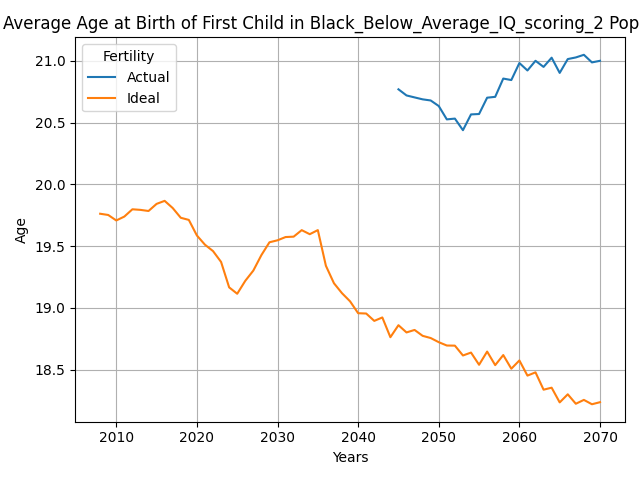 Average Age at Birth of First Child in Black_Below_Average_IQ_scoring_2 Pop
Fertility
Actual
Ideal
21.0
20.5
20.0
19.5
19.0
18.5
Age
2010 2020 2030 2040 2050 2060 2070
Years